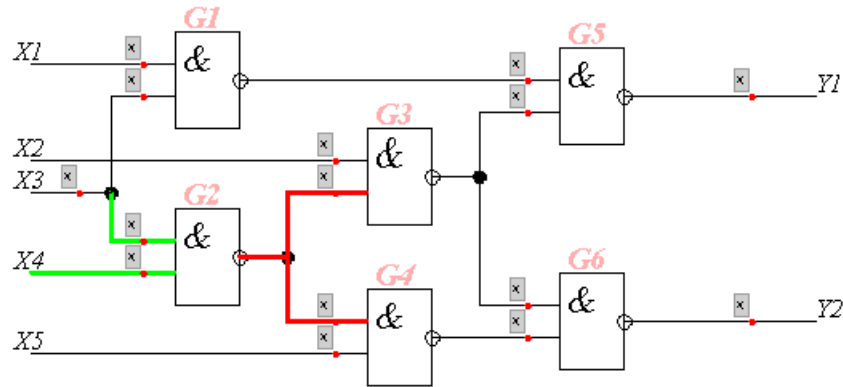 G1
X1 x & x G5
x x & x Y1
X2 x G3
X3 x & x
G2
x & G6
X4 x G4 x & x Y2
x & x
X5 x